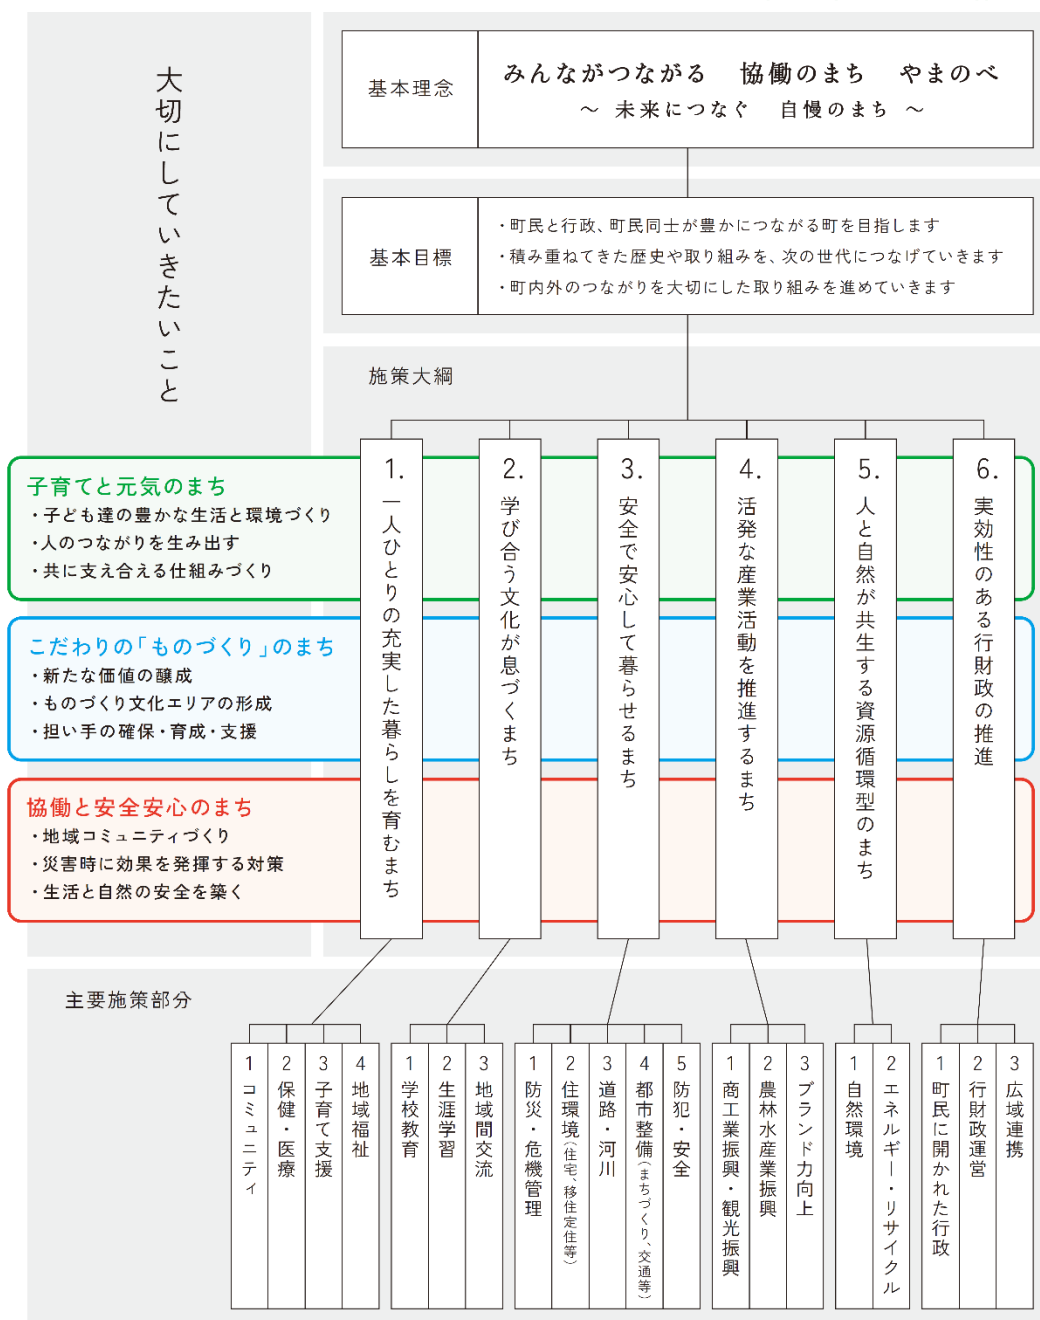 大切にしていきたいこと
基本理念
みんながつながる　協働のまち　やまのべ
～ 未来につなぐ　自慢のまち ～
基本目標
・町民と行政、町民同士が豊かにつながる町を目指します
・積み重ねてきた歴史や取り組みを、次の世代につなげていきます
・町内外のつながりを大切にした取り組みを進めていきます
施策大綱
子育てと元気のまち
・子ども達の豊かな生活と環境づくり
・人のつながりを生み出す
・共に支え合える仕組みづくり
こだわりの「ものづくり」のまち
・新たな価値の醸成
・ものづくり文化エリアの形成
・担い手の確保・育成・支援
協働と安全安心のまち
・地域コミュニティづくり
・災害時に効果を発揮する対策
・生活と自然の安全を築く
1. 一人ひとりの充実した暮らしを育むまち
2. 学び合う文化が息づくまち
3. 安全で安心して暮らせるまち
4. 活発な産業活動を推進するまち
5. 人と自然が共生する資源循環型のまち
6. 実効性のある行財政の推進
主要施策部分
1 コミュニティ
2 保健・医療
3 子育て支援
4 地域福祉
1 学校教育
2 生涯学習
3 地域間交流
1 防災・危機管理
2 住環境（住宅、移住定住等）
3 道路・河川
4 都市整備（まちづくり、交通等）
5 防犯・安全
1 商工業振興・観光振興
2 農林水産業振興
3 ブランド力向上
1 自然環境
2 エネルギー・リサイクル
1 町民に開かれた行政
2 行財政運営
3 広域連携